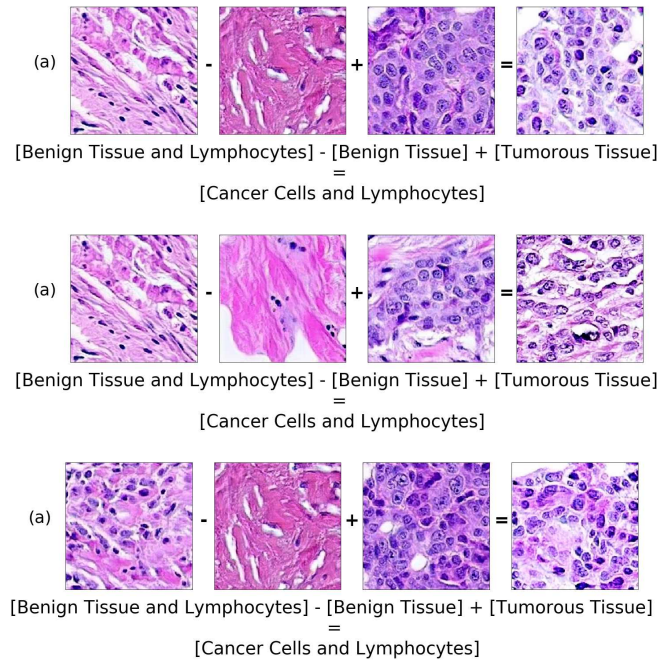 (a) - + =
[Benign Tissue and Lymphocytes] - [Benign Tissue] + [Tumorous Tissue]
=
[Cancer Cells and Lymphocytes]
(a) - + =
[Benign Tissue and Lymphocytes] - [Benign Tissue] + [Tumorous Tissue]
=
[Cancer Cells and Lymphocytes]
(a) - + =
[Benign Tissue and Lymphocytes] - [Benign Tissue] + [Tumorous Tissue]
=
[Cancer Cells and Lymphocytes]